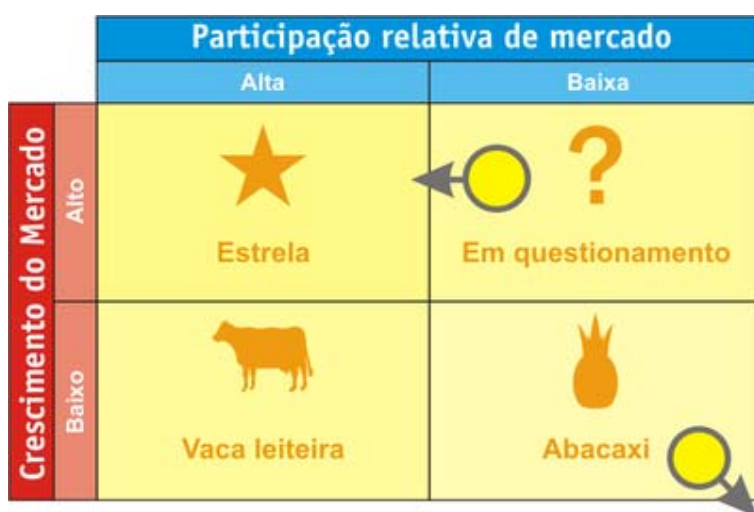 Participação relativa de mercado
Alta
Baixa
Crescimento do Mercado
Alto
?
Estrela
Em questionamento
Baixo
Vaca leiteira
Abacaxi